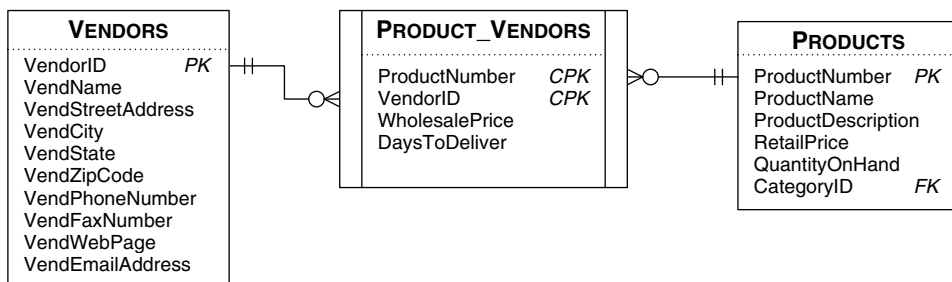 VENDORS
VendorID PK
VendName
VendStreetAddress
VendCity
VendState
VendZipCode
VendPhoneNumber
VendFaxNumber
VendWebPage
VendEmailAddress
PRODUCT_VENDORS
ProductNumber CPK
VendorID CPK
WholesalePrice
DaysToDeliver
PRODUCTS
ProductNumber PK
ProductName
ProductDescription
RetailPrice
QuantityOnHand
CategoryID FK